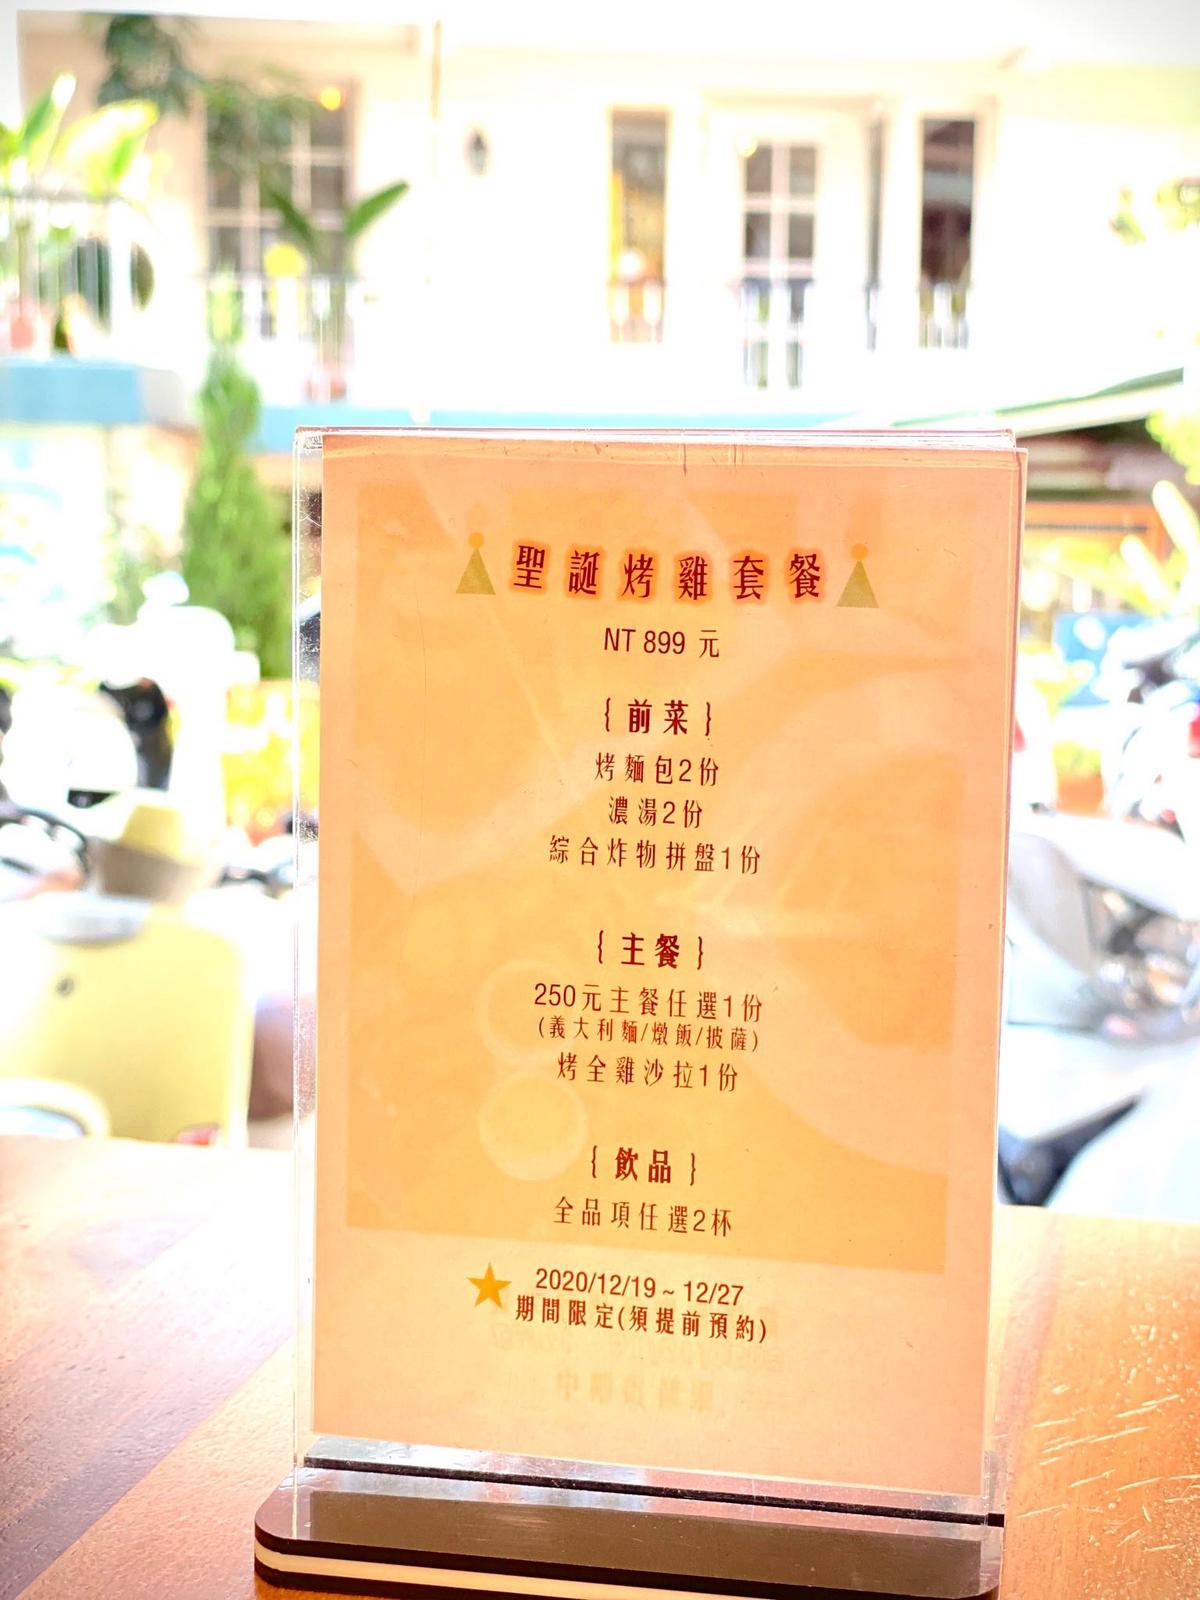 聖誕烤雞套餐
NT 899 元
{ 前菜 }
烤麵包2份
濃湯2份
綜合炸物拼盤1份
{ 主餐 }
250元主餐任選1份
(義大利麵/燉飯/披薩)
烤全雞沙拉1份
{ 飲品 }
全品項任選2杯
2020/12/19 ~ 12/27
期間限定(須提前預約)